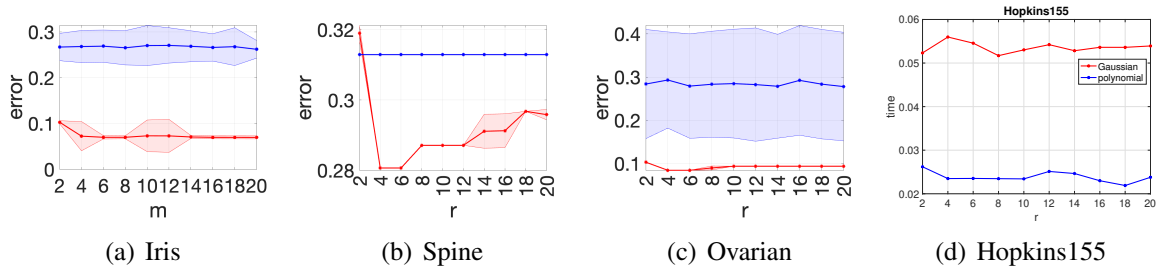 0.3
0.2
0.1
0
error
2 4 6 8 10 12 14 16 18 20
m
(a) Iris
0.32
0.3
0.28
error
2 4 6 8 10 12 14 16 18 20
r
(b) Spine
0.4
0.3
0.2
0.1
error
2 4 6 8 10 12 14 16 18 20
r
(c) Ovarian
Hopkins155
0.06
0.05
0.04
0.03
0.02
time
Gaussian
polynomial
2 4 6 8 10 12 14 16 18 20
r
(d) Hopkins155